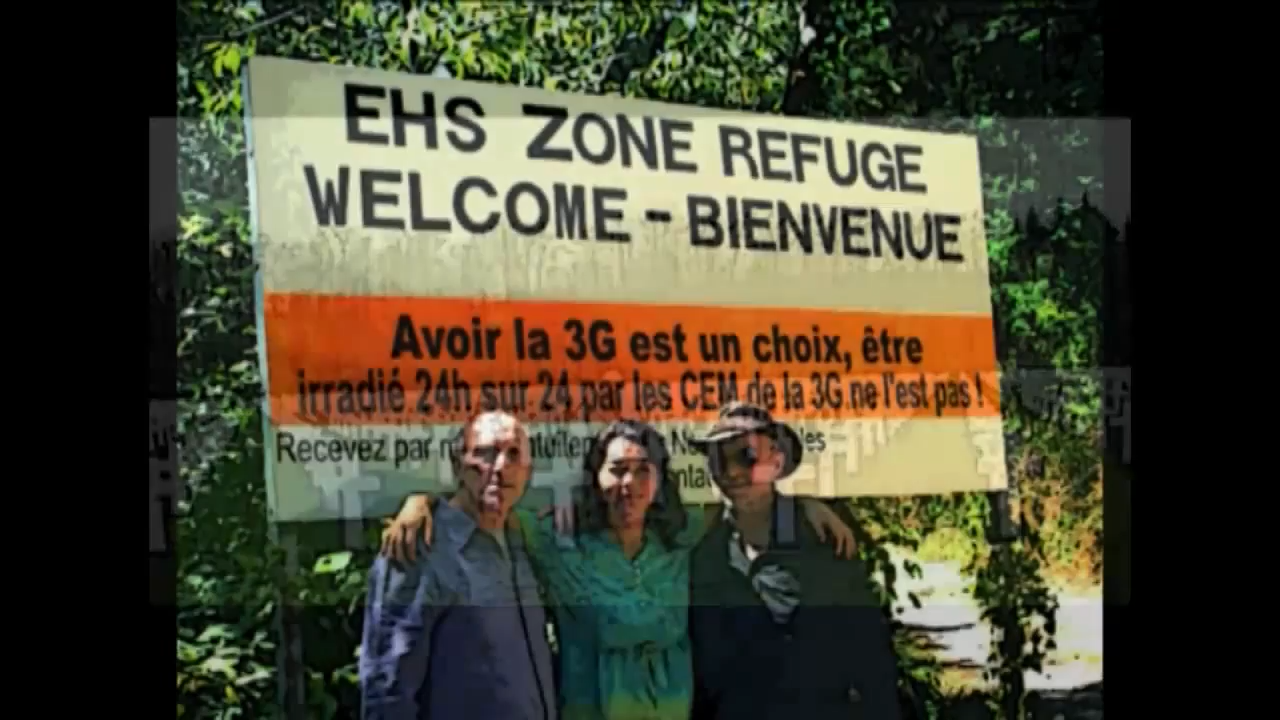 EHS ZONE REFUGE
WELCOME - BIENVENUE
Avoir la 3G est un choix, être
irradié 24h sur 24 par les CEM de la 3G ne l'est pas !
Recevez par